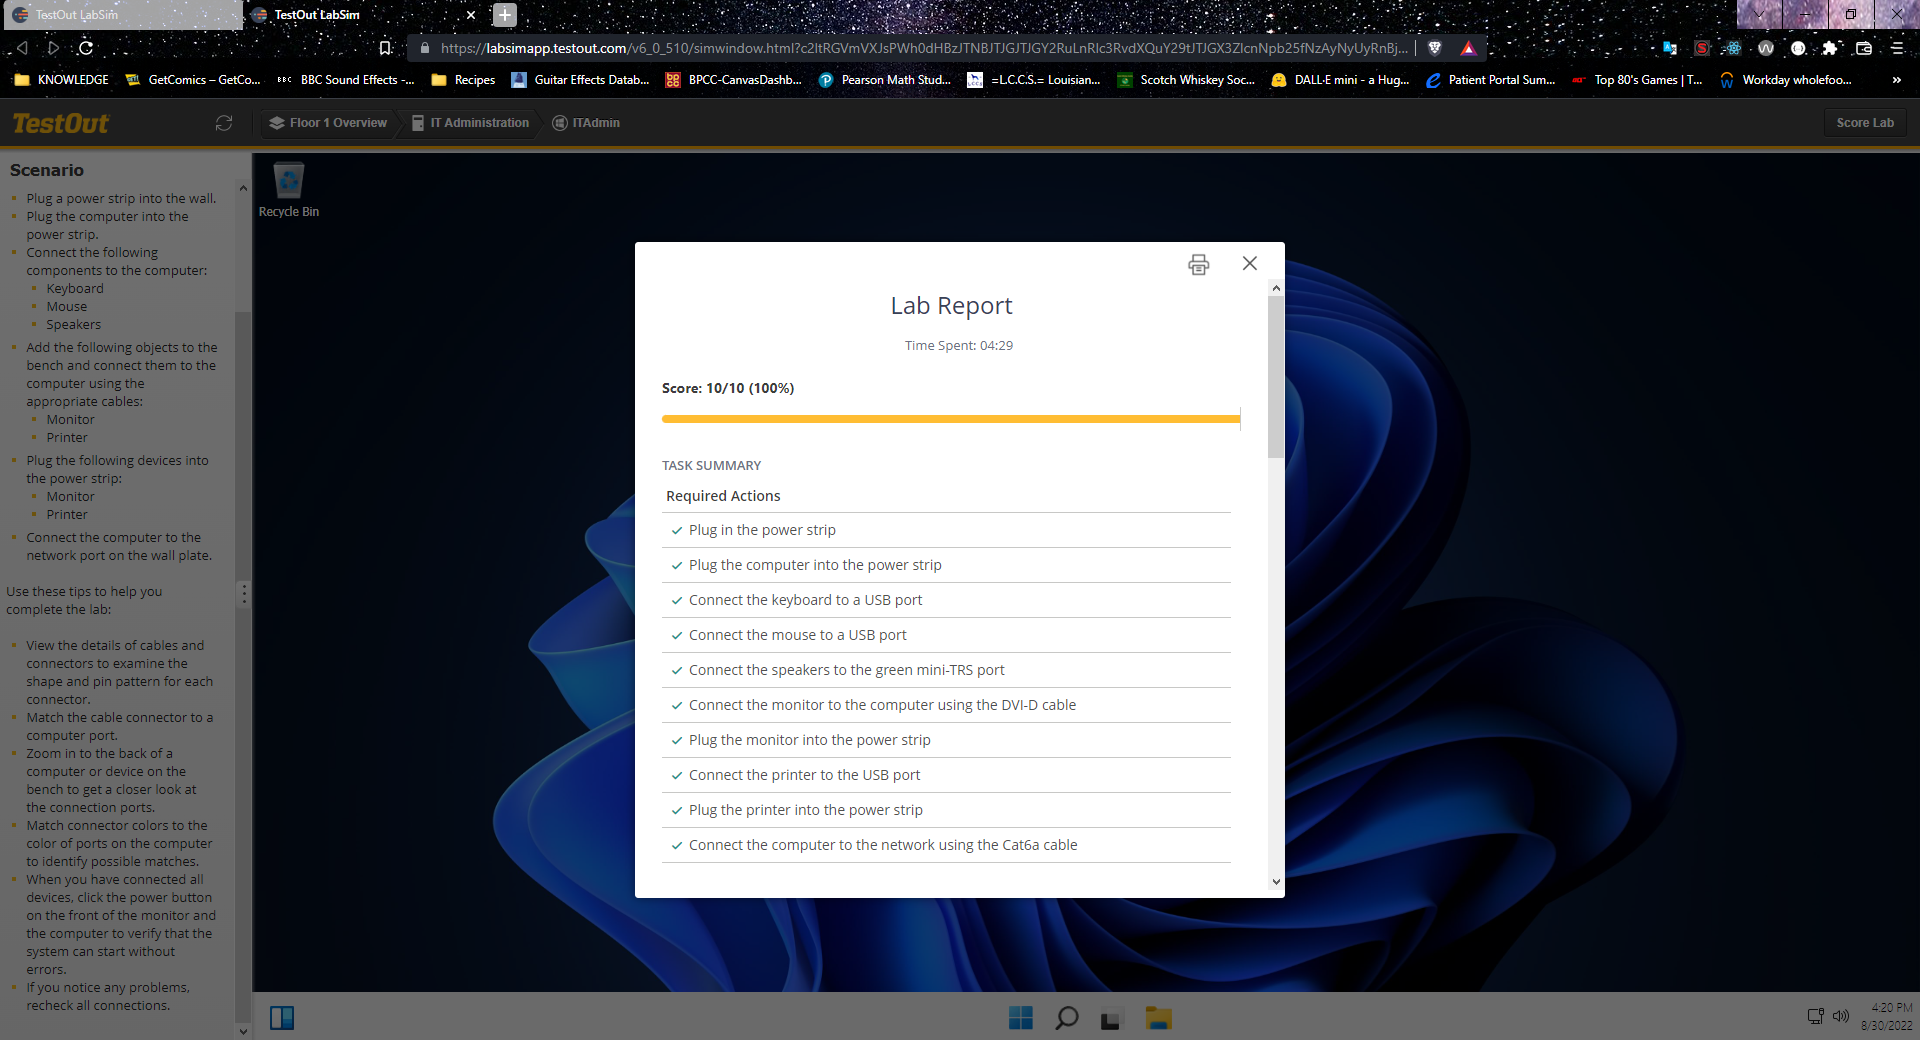 TestOut LabSim
TestOut LabSim
https://labsimapp.testout.com/v6_0_510/simwindow.html?
KNOWLEDGE
GetComics – GetCo...
BBC
BBC Sound Effects -...
Recipes
Guitar Effects Datab...
BPCC-CanvasDashb...
Pearson Math Stud...
=L.C.C.S.= Louisian...
Scotch Whiskey Soc...
DALL·E mini - a Hug...
Patient Portal Sum...
Top 80's Games | T...
Workday wholefoo...
»
TestOut
Floor 1 Overview
IT Administration
ITAdmin
Score Lab
Scenario
Plug a power strip into the wall.
Plug the computer into the
power strip.
Connect the following
components to the computer:
Keyboard
Mouse
Speakers
Add the following objects to the
bench and connect them to the
computer using the
appropriate cables:
Monitor
Printer
Plug the following devices into
the power strip:
Monitor
Printer
Connect the computer to the
network port on the wall plate.
Use these tips to help you
complete the lab:
View the details of cables and
connectors to examine the
shape and pin pattern for each
connector.
Match the cable connector to a
computer port.
Zoom in to the back of a
computer or device on the
bench to get a closer look at
the connection ports.
Match connector colors to the
color of ports on the computer
to identify possible matches.
When you have connected all
devices, click the power button
on the front of the monitor and
the computer to verify that the
system can start without
errors.
If you notice any problems,
recheck all connections.
Recycle Bin
Lab Report
Time Spent: 04:29
Score: 10/10 (100%)
TASK SUMMARY
Required Actions
Plug in the power strip
Plug the computer into the power strip
Connect the keyboard to a USB port
Connect the mouse to a USB port
Connect the speakers to the green mini-TRS port
Connect the monitor to the computer using the DVI-D cable
Plug the monitor into the power strip
Connect the printer to the USB port
Plug the printer into the power strip
Connect the computer to the network using the Cat6a cable
4:20 PM
8/30/2022